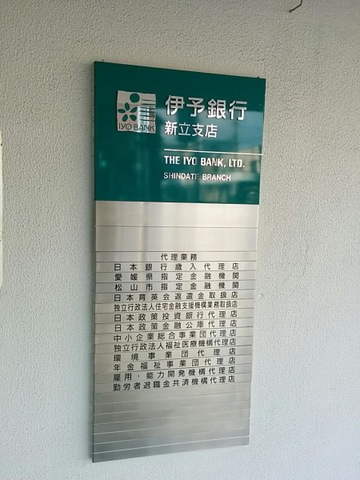 IYO BANK
伊予銀行
新立支店
THE IYO BANK, LTD.
SHINDATE BRANCH
代理業務
日本銀行歳入代理店
愛媛県指定金融機関
松山市指定金融機関
日本育英会返還金取扱店
独立行政法人住宅金融支援機構業務取扱店
日本政策投資銀行代理店
日本政策金融公庫代理店
中小企業総合事業団代理店
独立行政法人福祉医療機構代理店
環境事業団代理店
年金福祉事業団代理店
雇用・能力開発機構代理店
勤労者退職金共済機構代理店